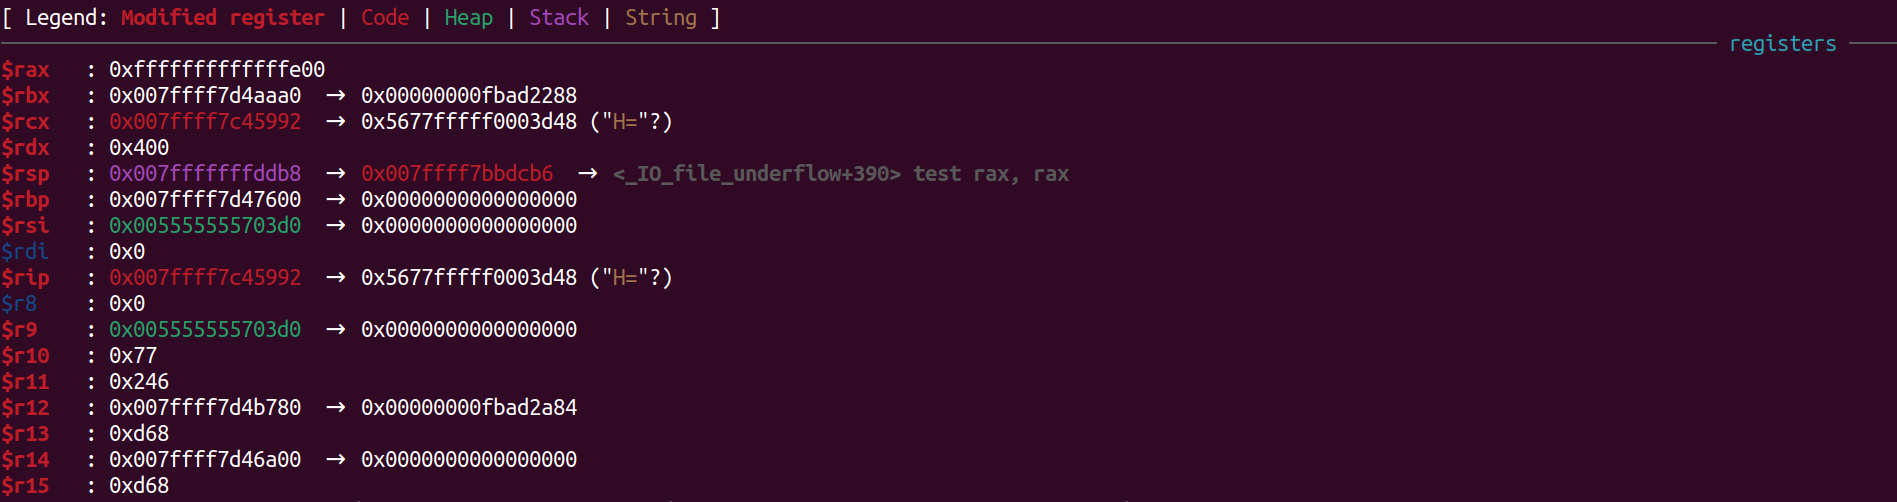 [ Legend: Modified register | Code | Heap | Stack | String ]
registers
$rax : 0xfffffffffffffe00
$rbx : 0x007ffff7d4aaa0 → 0x00000000fbad2288
$rcx : 0x007ffff7c45992 → 0x5677fffff0003d48 ("H="?)
$rdx : 0x400
$rsp : 0x007fffffffddb8 → 0x007ffff7bbdcb6 → <_IO_file_underflow+390> test rax, rax
$rbp : 0x007ffff7d47600 → 0x0000000000000000
$rsi : 0x005555555703d0 → 0x0000000000000000
$rdi : 0x0
$rip : 0x007ffff7c45992 → 0x5677fffff0003d48 ("H="?)
$r8 : 0x0
$r9 : 0x005555555703d0 → 0x0000000000000000
$r10 : 0x77
$r11 : 0x246
$r12 : 0x007ffff7d4b780 → 0x00000000fbad2a84
$r13 : 0xd68
$r14 : 0x007ffff7d46a00 → 0x0000000000000000
$r15 : 0xd68